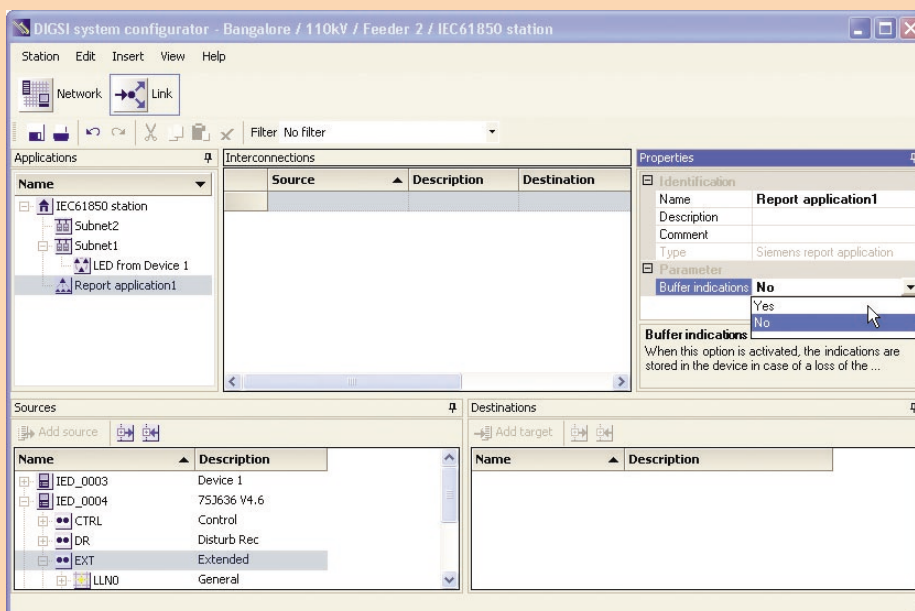 DIGSI system configurator - Bangalore / 110kV / Feeder 2 / IEC61850 station
Station Edit Insert View Help
Network Link
Filter No filter
Applications
Name
IEC61850 station
Subnet2
Subnet1
LED from Device 1
Report application1
Interconnections
Source Description Destination
Properties
Identification
Name Report application1
Description
Comment
Type Siemens report application
Parameter
Buffer indications No
Yes
No
Buffer indications
When this option is activated, the indications are
stored in the device in case of a loss of the ...
Sources
Add source
Name Description
IED_0003 Device 1
IED_0004 7SJ636 V4.6
CTRL Control
DR Disturb Rec
EXT Extended
LLN0 General
Destinations
Add target
Name Description